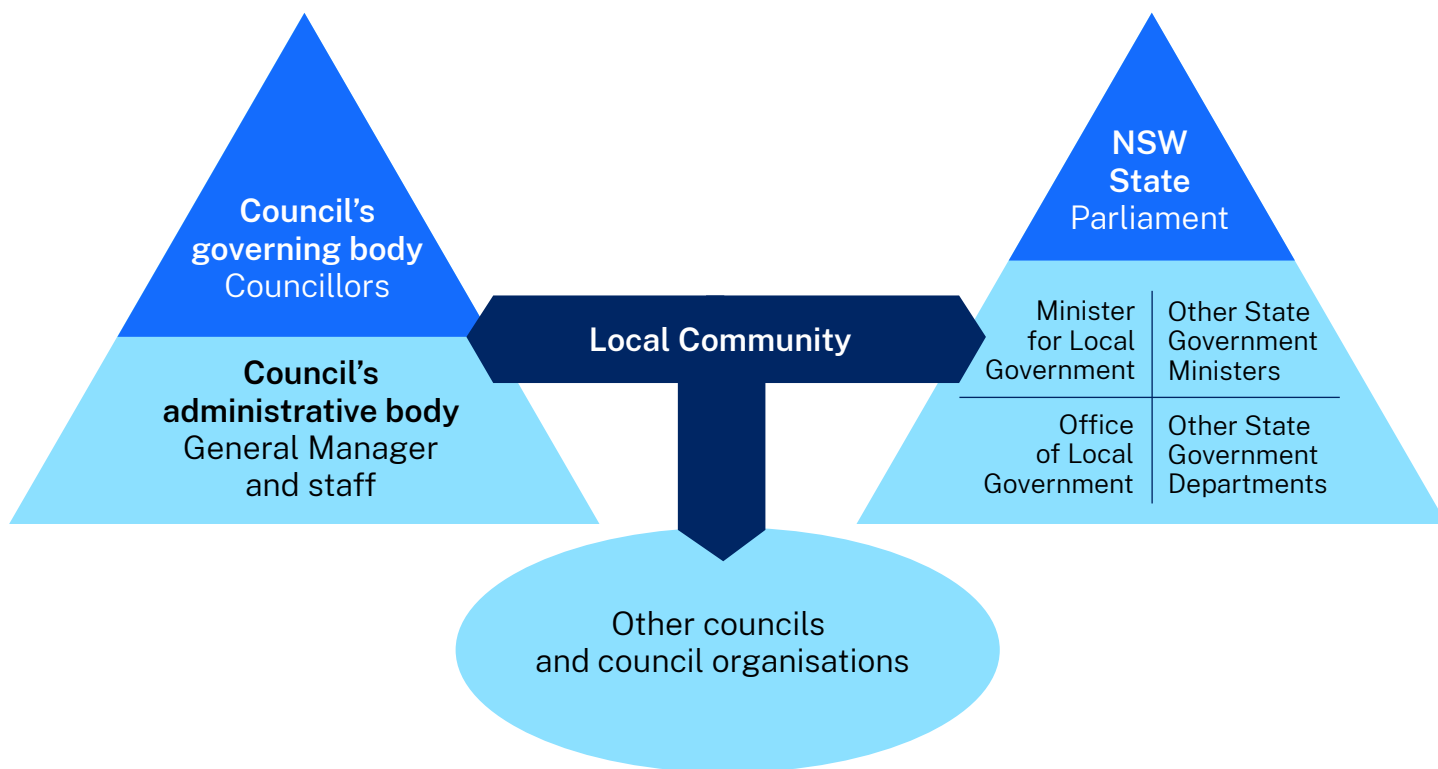 Council’s
governing body
Councillors
Council’s
administrative body
General Manager
and staff
Local Community
NSW
State
Parliament
Minister
for Local
Government
Other State
Government
Ministers
Office
of Local
Government
Other State
Government
Departments
Other councils
and council organisations